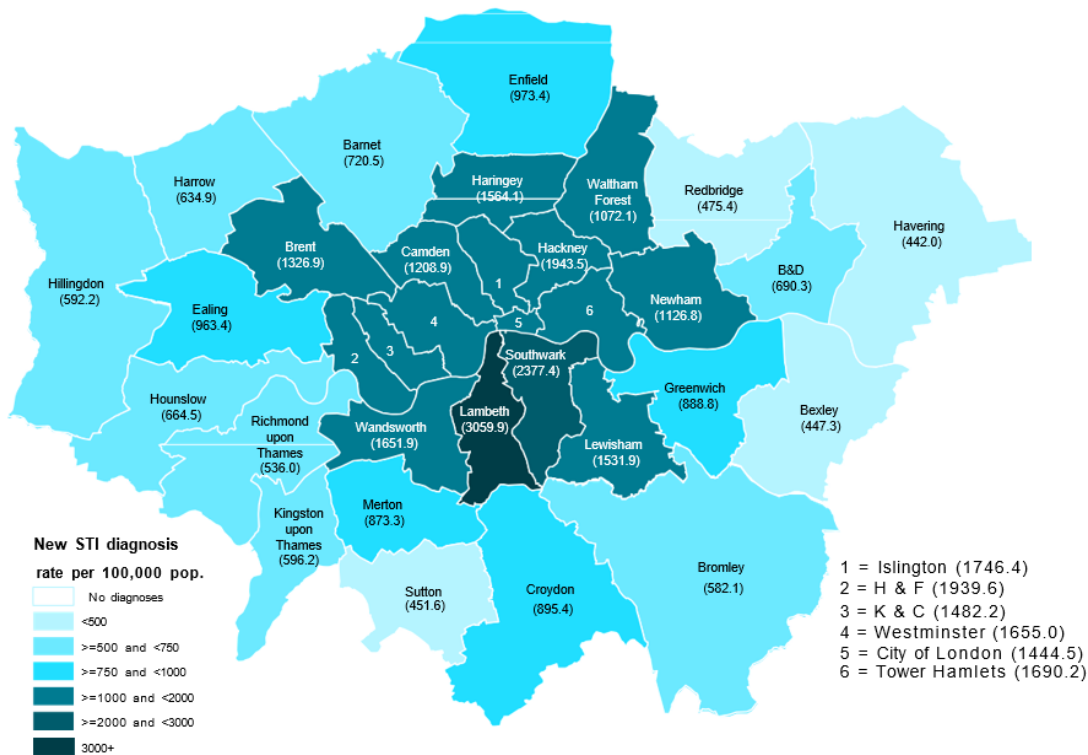 Enfield
(973.4)
Barnet
(720.5)
Harrow
(634.9)
Haringey
(1564.1)
Waltham
Forest
(1072.1)
Redbridge
(475.4)
Havering
(442.0)
Brent
(1326.9)
Camden
(1208.9)
Hackney
(1943.5)
B&D
(690.3)
Hillingdon
(592.2)
Ealing
(963.4)
1
Newham
(1126.8)
6
4
5
3
2
Southwark
(2377.4)
Hounslow
(664.5)
Greenwich
(888.8)
Bexley
(447.3)
Richmond
upon
Thames
(536.0)
Wandsworth
(1651.9)
Lambeth
(3059.9)
Lewisham
(1531.9)
Merton
(873.3)
Kingston
upon
Thames
(596.2)
Sutton
(451.6)
Croydon
(895.4)
Bromley
(582.1)
New STI diagnosis
rate per 100,000 pop.
No diagnoses
<500
>=500 and <750
>=750 and <1000
>=1000 and <2000
>=2000 and <3000
3000+
1 = Islington (1746.4)
2 = H & F (1939.6)
3 = K & C (1482.2)
4 = Westminster (1655.0)
5 = City of London (1444.5)
6 = Tower Hamlets (1690.2)